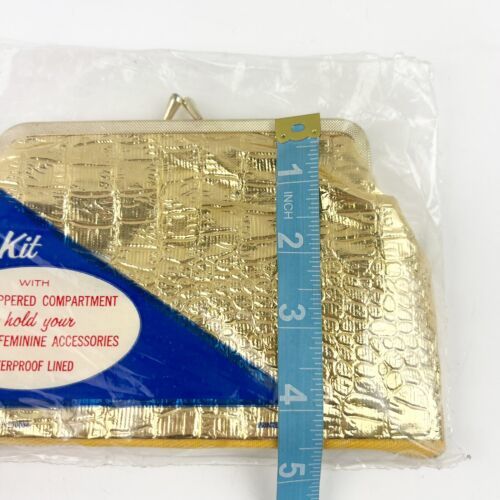 Kit
WITH
PPERED COMPARTMENT
hold your
FEMININE ACCESSORIES
ERPROOF LINED
1
INCH
2
3
4
5